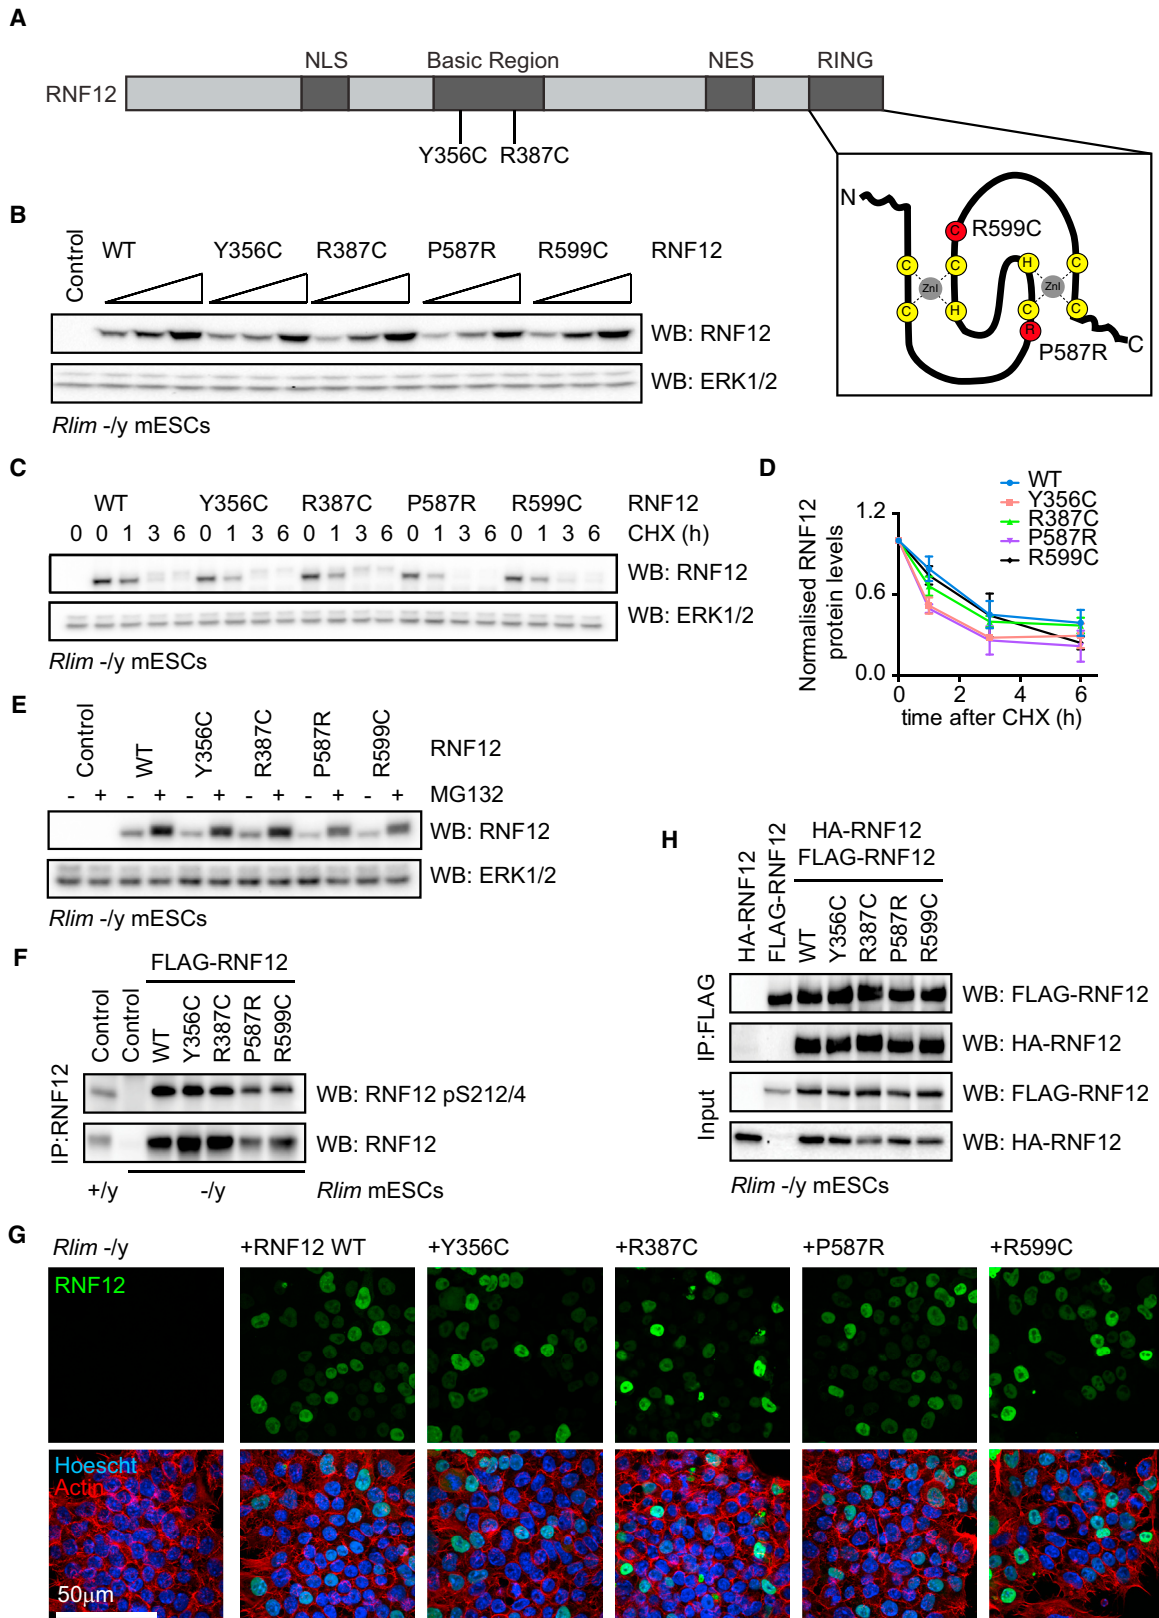 A
NLS Basic Region NES RING
RNF12
Y356C R387C
N
C R599C
C C H C
ZnI ZnI
C H C C
R
P587R C
B
Control WT Y356C R387C P587R R599C RNF12
WB: RNF12
WB: ERK1/2
Rlim -/y mESCs
C
WT Y356C R387C P587R R599C RNF12
0 0 1 3 6 0 1 3 6 0 1 3 6 0 1 3 6 0 1 3 6 CHX (h)
WB: RNF12
WB: ERK1/2
Rlim -/y mESCs
D
WT
Y356C
R387C
P587R
R599C
Normalised RNF12
protein levels
1.2
0.6
0.0
0 2 4 6
time after CHX (h)
E
Control WT Y356C R387C P587R R599C RNF12
- + - + - + - + - + - + MG132
WB: RNF12
WB: ERK1/2
Rlim -/y mESCs
F
FLAG-RNF12
Control Control WT Y356C R387C P587R R599C
IP:RNF12
WB: RNF12 pS212/4
WB: RNF12
+/y -/y Rlim mESCs
H
HA-RNF12
FLAG-RNF12
HA-RNF12 FLAG-RNF12 WT Y356C R387C P587R R599C
IP:FLAG
WB: FLAG-RNF12
WB: HA-RNF12
Input
WB: FLAG-RNF12
WB: HA-RNF12
Rlim -/y mESCs
G
Rlim -/y +RNF12 WT +Y356C +R387C +P587R +R599C
RNF12
Hoescht
Actin
50µm